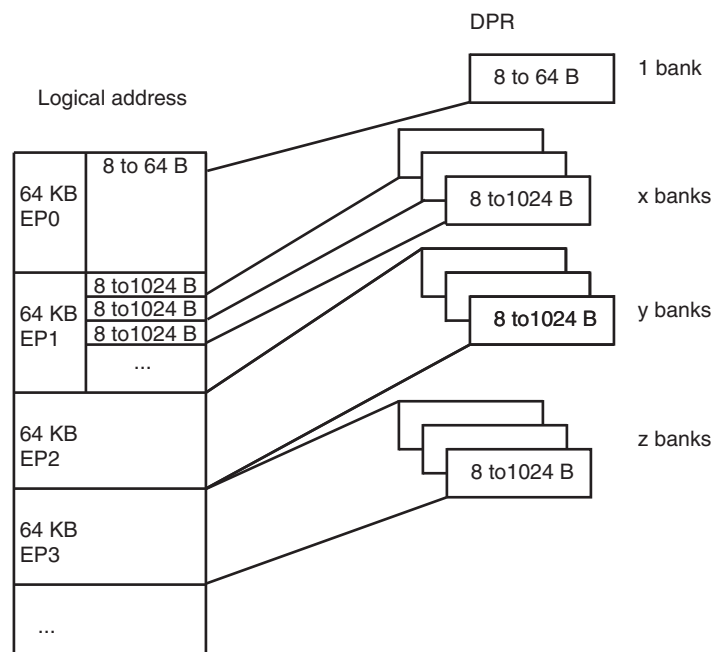 DPR
8 to 64 B
1 bank
Logical address
8 to 64 B
64 KB
EP0
8 to1024 B
x banks
64 KB
EP1
8 to1024 B
8 to1024 B
8 to1024 B
...
8 to1024 B
y banks
64 KB
EP2
8 to1024 B
z banks
64 KB
EP3
...